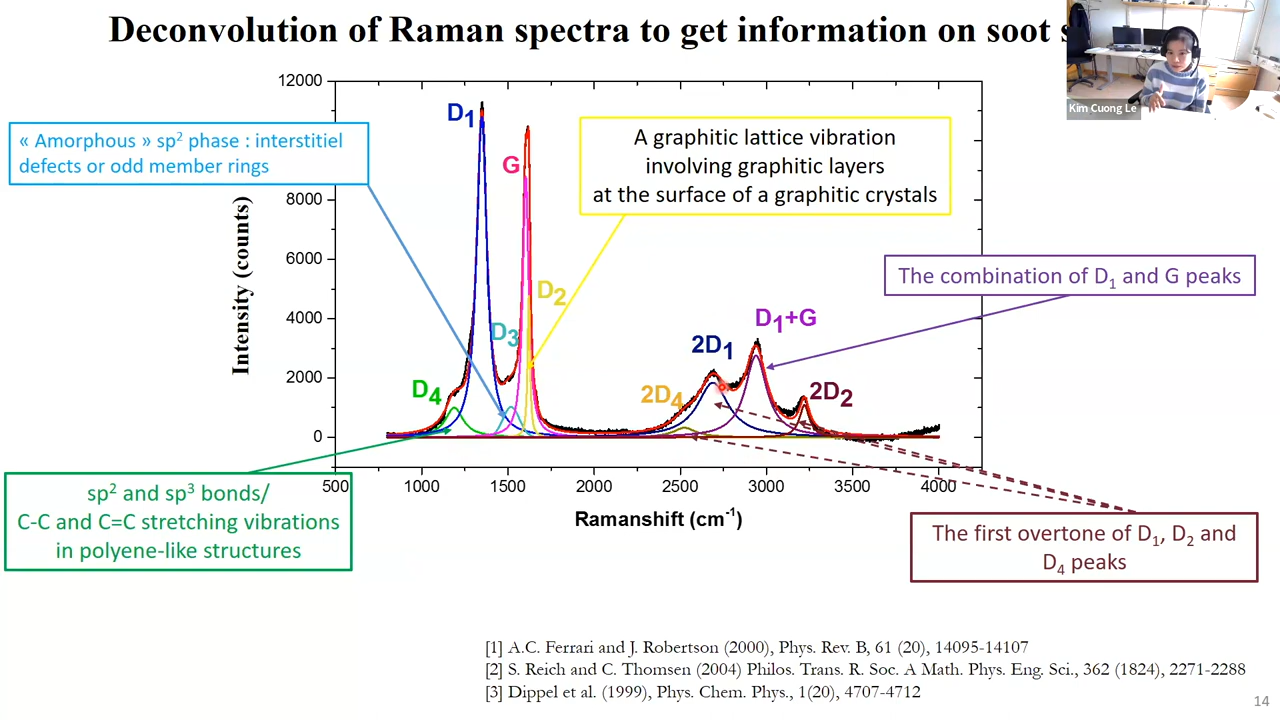 Deconvolution of Raman spectra to get information on soot
Kim Cuong Le
« Amorphous » sp² phase : interstitiel
defects or odd member rings
A graphitic lattice vibration
involving graphitic layers
at the surface of a graphitic crystals
The combination of D₁ and G peaks
12000
8000
6000
4000
2000
0
Intensity (counts)
D₁
G
D₂
D₃
D₄
2D₄
2D₁
D₁+G
2D₂
500
1000
1500
2000
2500
3000
3500
4000
Ramanshift (cm⁻¹)
sp² and sp³ bonds/
C-C and C=C stretching vibrations
in polyene-like structures
The first overtone of D₁, D₂ and
D₄ peaks
[1] A.C. Ferrari and J. Robertson (2000), Phys. Rev. B, 61 (20), 14095-14107
[2] S. Reich and C. Thomsen (2004) Philos. Trans. R. Soc. A Math. Phys. Eng. Sci., 362 (1824), 2271-2288
[3] Dippel et al. (1999), Phys. Chem. Phys., 1(20), 4707-4712
14